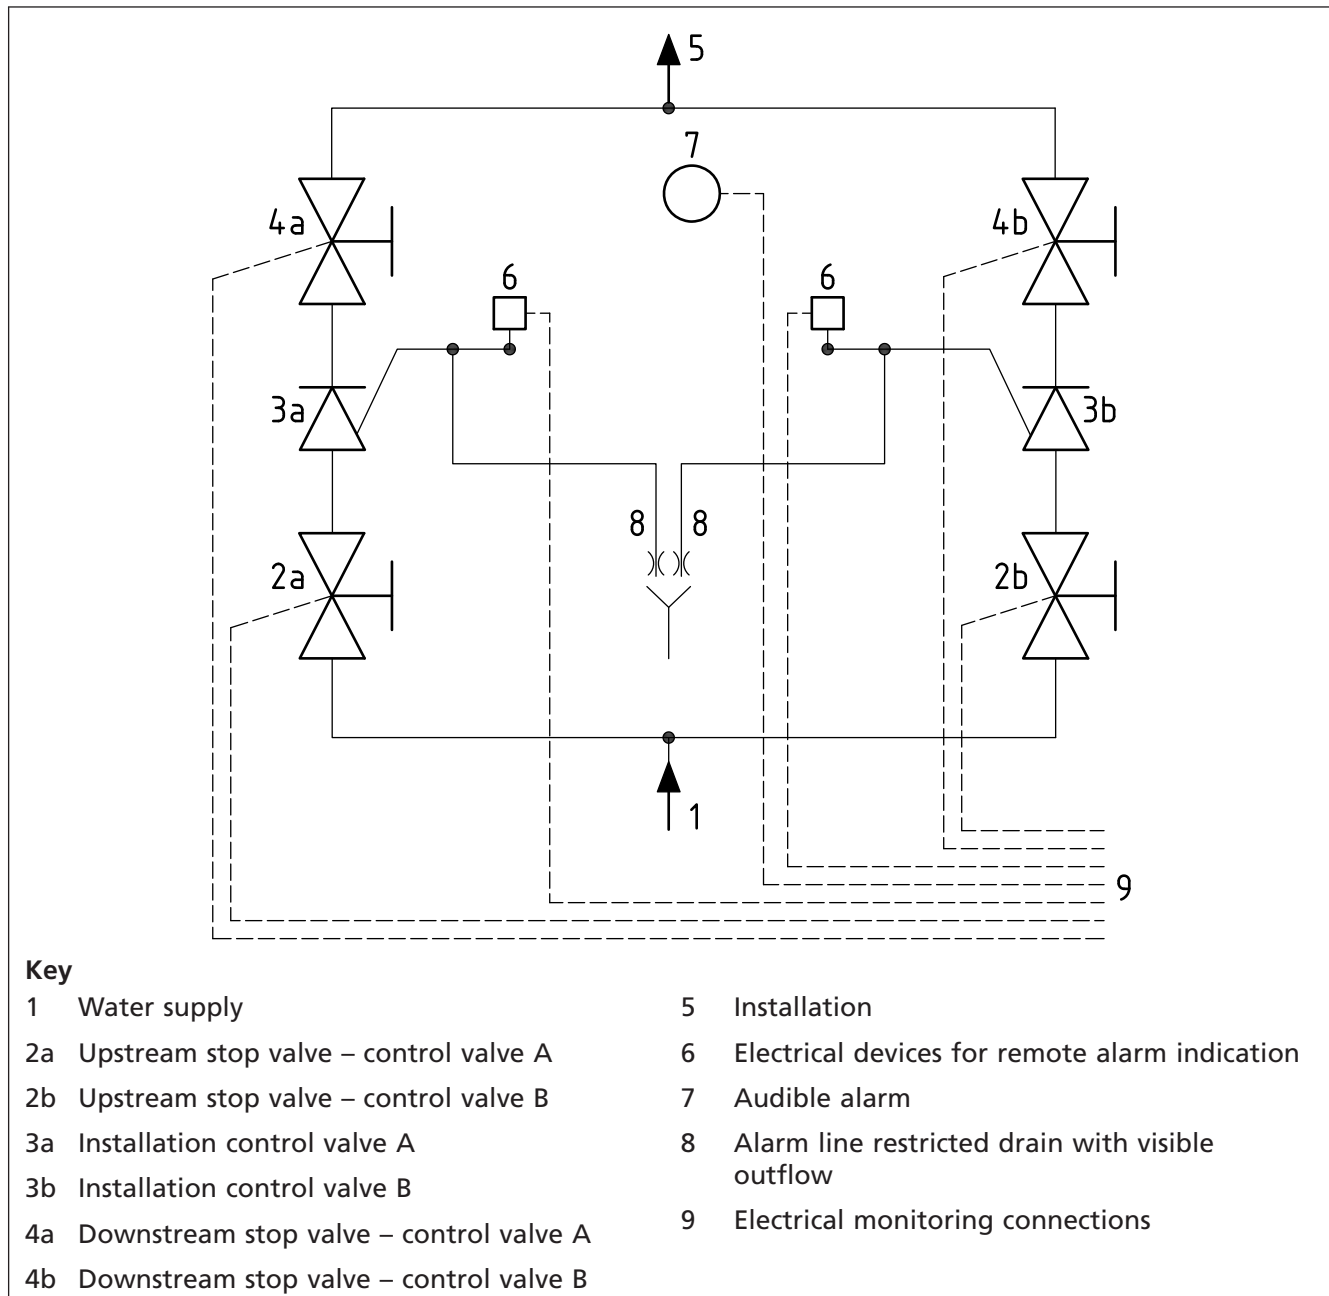 5
7
4a
4b
6
6
3a
3b
8
8
2a
2b
1
9
Key
1 Water supply
2a Upstream stop valve – control valve A
2b Upstream stop valve – control valve B
3a Installation control valve A
3b Installation control valve B
4a Downstream stop valve – control valve A
4b Downstream stop valve – control valve B
5 Installation
6 Electrical devices for remote alarm indication
7 Audible alarm
8 Alarm line restricted drain with visible
outflow
9 Electrical monitoring connections